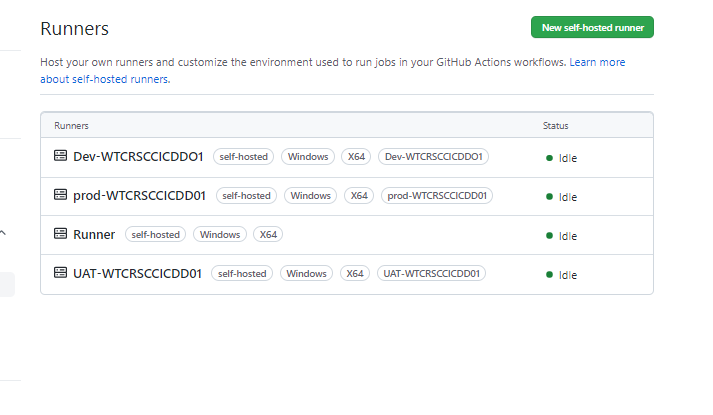 Runners
New self-hosted runner
Host your own runners and customize the environment used to run jobs in your GitHub Actions workflows. Learn more
about self-hosted runners.
Runners Status
Dev-WTCRSCCICDDO1 self-hosted Windows X64 Dev-WTCRSCCICDDO1 Idle
prod-WTCRSCCICDD01 self-hosted Windows X64 prod-WTCRSCCICDD01 Idle
Runner self-hosted Windows X64 Idle
UAT-WTCRSCCICDD01 self-hosted Windows X64 UAT-WTCRSCCICDD01 Idle